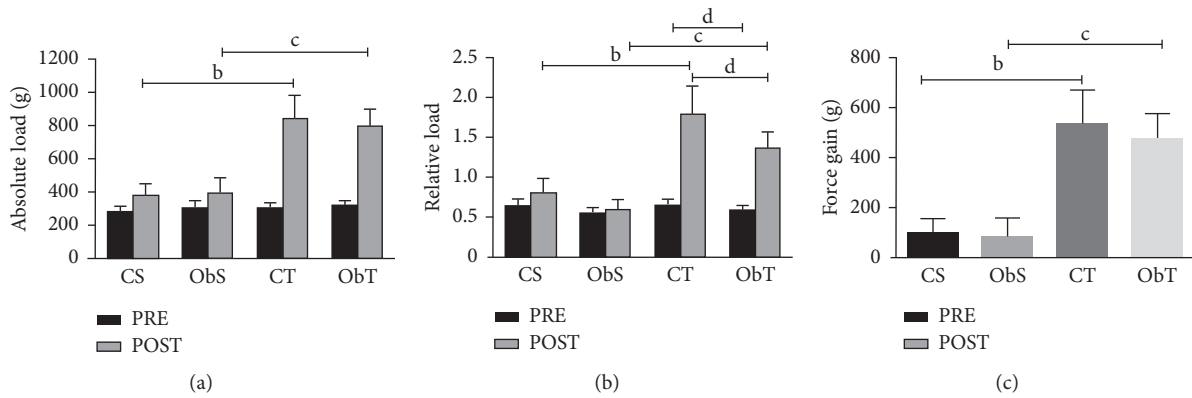 Absolute load (g)
1200
1000
800
600
400
200
0
c
b
CS ObS CT ObT
PRE
POST
(a)
Relative load
2.5
2.0
1.5
1.0
0.5
0.0
d
c
b
d
CS ObS CT ObT
PRE
POST
(b)
Force gain (g)
800
600
400
200
0
c
b
CS ObS CT ObT
PRE
POST
(c)